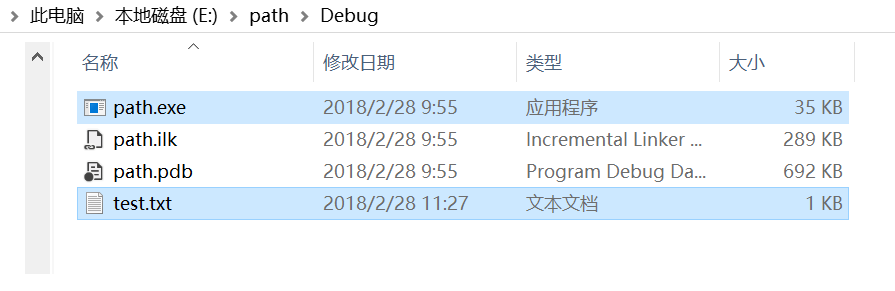 此电脑 > 本地磁盘 (E:) > path > Debug
名称 修改日期 类型 大小
path.exe 2018/2/28 9:55 应用程序 35 KB
path.ilk 2018/2/28 9:55 Incremental Linker ... 289 KB
path.pdb 2018/2/28 9:55 Program Debug Da... 692 KB
test.txt 2018/2/28 11:27 文本文档 1 KB